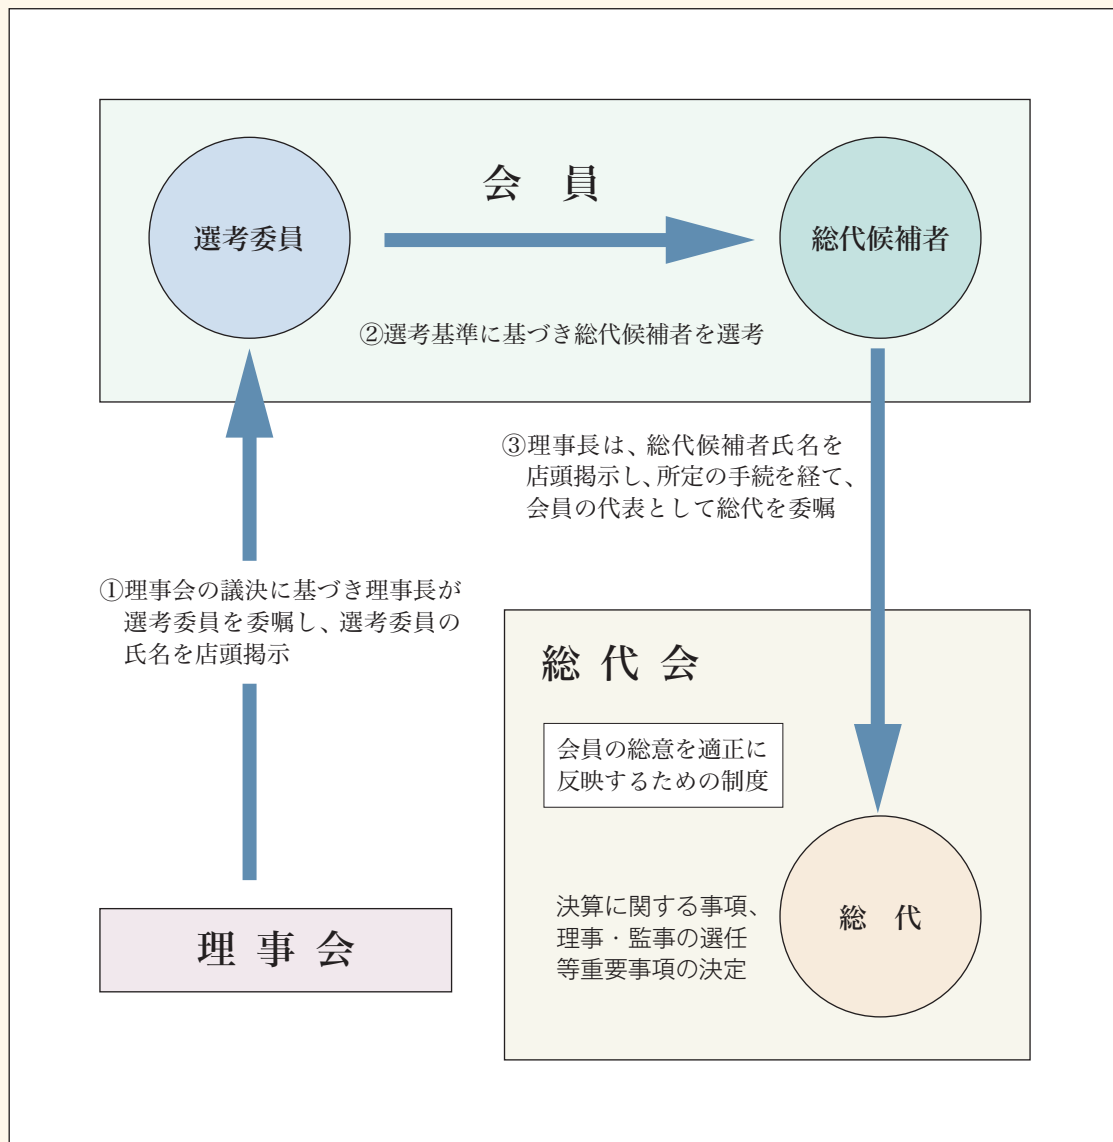 会 員
選考委員
総代候補者
②選考基準に基づき総代候補者を選考
③理事長は、総代候補者氏名を
店頭掲示し、所定の手続を経て、
会員の代表として総代を委嘱
①理事会の議決に基づき理事長が
選考委員を委嘱し、選考委員の
氏名を店頭掲示
総代会
会員の総意を適正に
反映するための制度
決算に関する事項、
理事・監事の選任
等重要事項の決定
総 代
理事会